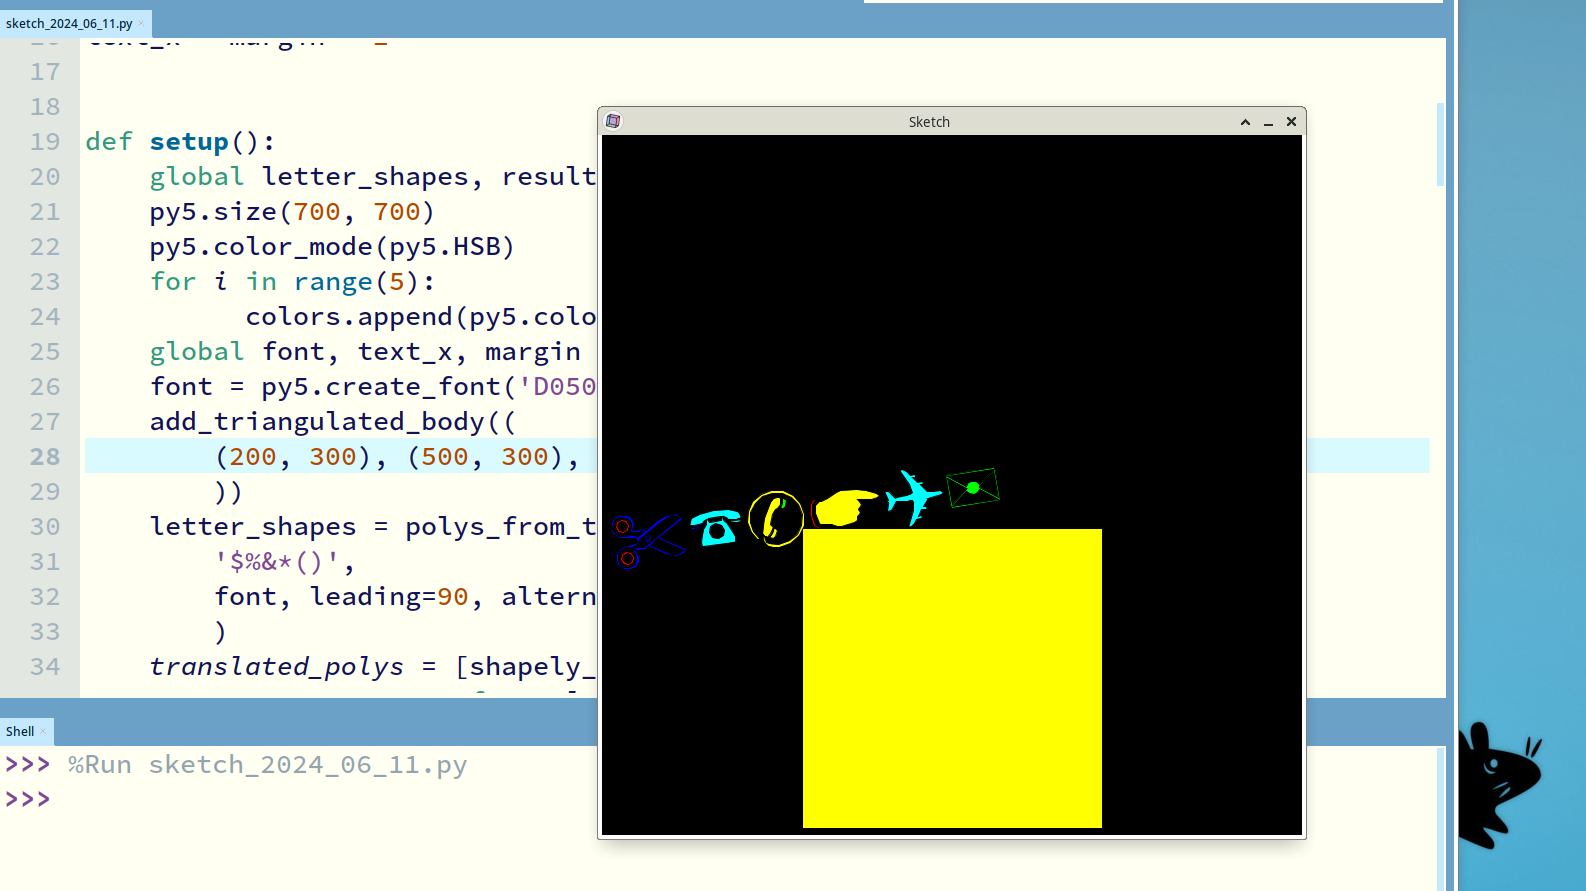 sketch_2024_06_11.py
17
18
19 def setup():
20 global letter_shapes, result
21 py5.size(700, 700)
22 py5.color_mode(py5.HSB)
23 for i in range(5):
24 colors.append(py5.colo
25 global font, text_x, margin
26 font = py5.create_font('D050
27 add_triangulated_body((
28 (200, 300), (500, 300),
29 ))
30 letter_shapes = polys_from_t
31 '$%&*()',
32 font, leading=90, altern
33 )
34 translated_polys = [shapely_
Sketch
Shell
>>> %Run sketch_2024_06_11.py
>>>